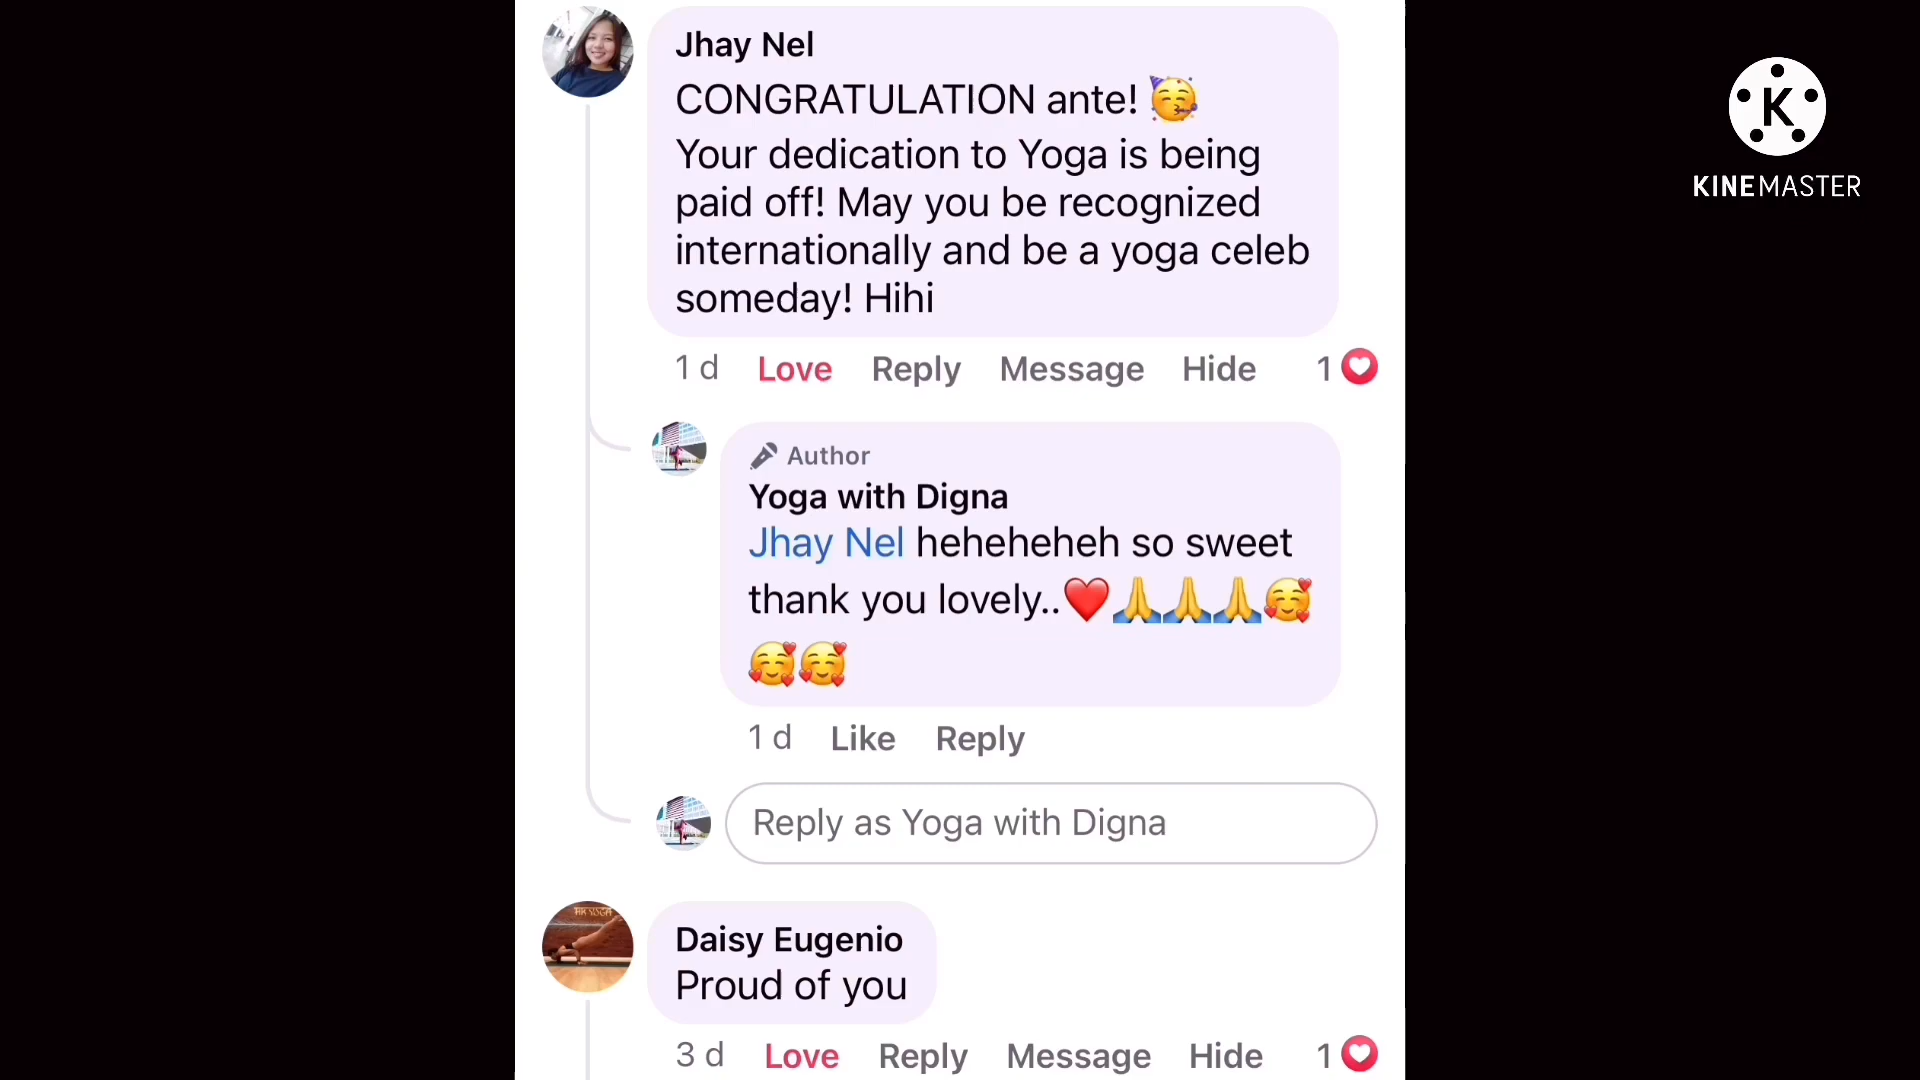 Jhay Nel
CONGRATULATION ante! 🥳
Your dedication to Yoga is being
paid off! May you be recognized
internationally and be a yoga celeb
someday! Hihi
1 d Love Reply Message Hide 1
Author
Yoga with Digna
Jhay Nel heheheheh so sweet
thank you lovely..❤️🙏🙏🙏🥰
🥰🥰
1 d Like Reply
Reply as Yoga with Digna
HK YOGA
Daisy Eugenio
Proud of you
3 d Love Reply Message Hide 1
K
KINEMASTER